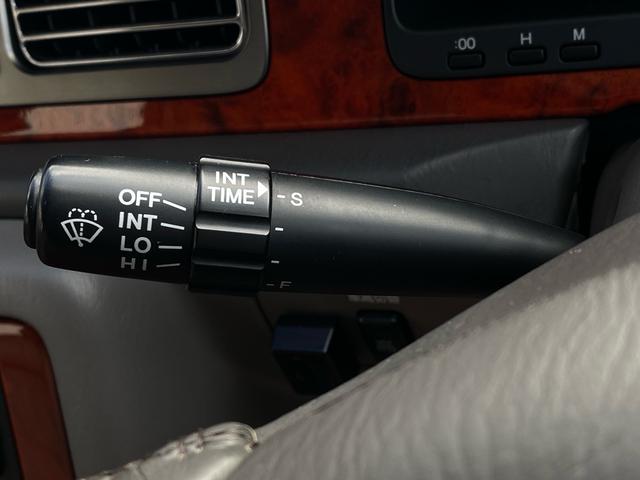 :00 H M
OFF
INT
LO
HI
INT
TIME
S
F